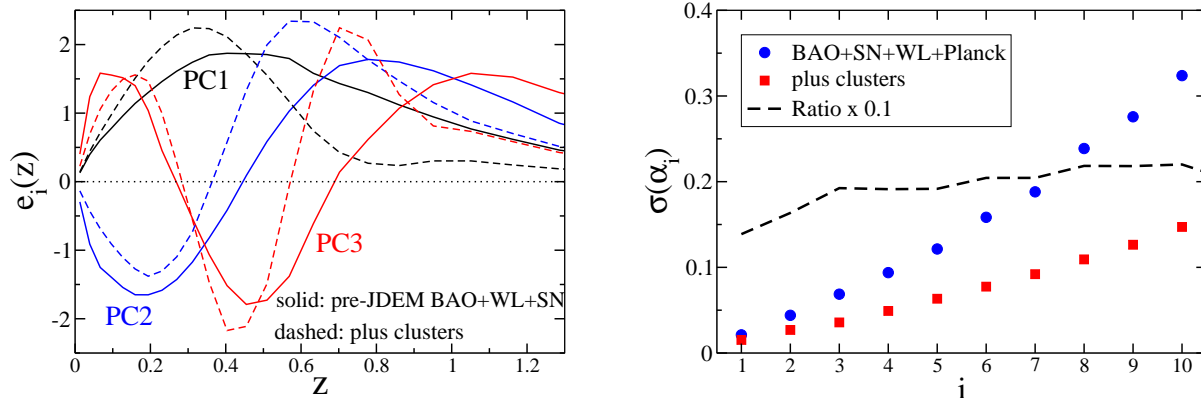 2
1
0
-1
-2
e_i(z)
PC1
PC2
PC3
solid: pre-JDEM BAO+WL+SN
dashed: plus clusters
0 0.2 0.4 0.6 0.8 1 1.2
z
0.4
0.3
0.2
0.1
0
σ(α_i)
BAO+SN+WL+Planck
plus clusters
Ratio x 0.1
1 2 3 4 5 6 7 8 9 10